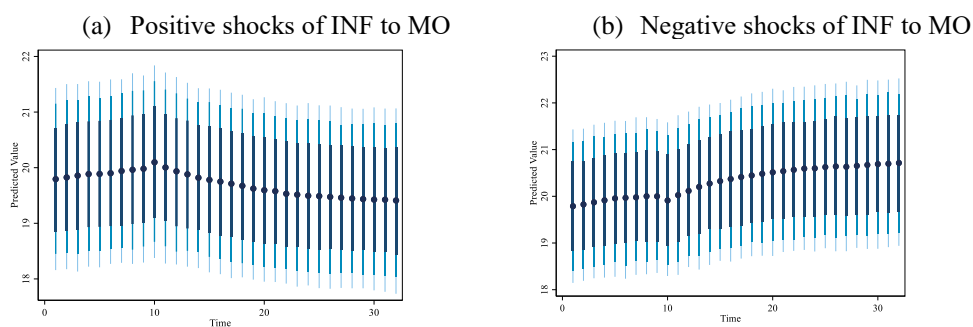 (a) Positive shocks of INF to MO
22
21
20
19
18
Predicted Value
0 10 20 30
Time
(b) Negative shocks of INF to MO
23
22
21
20
19
18
Predicted Value
0 10 20 30
Time